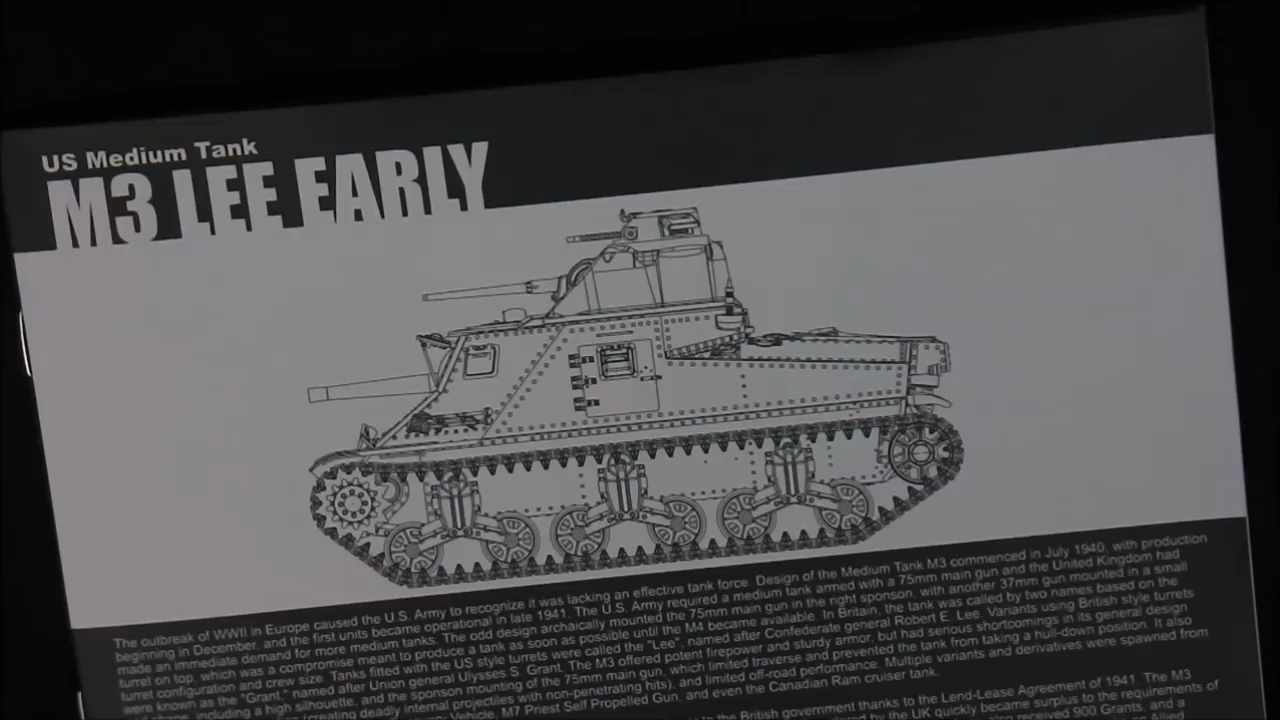 US Medium Tank
M3 LEE EARLY
The outbreak of WWII in Europe caused the U.S. Army to recognize it was lacking an effective tank force. Design of the Medium Tank M3 commenced in July 1940, with production
beginning in December, and the first units became operational in late 1941. The U.S. Army required a medium tank armed with a 75mm main gun and the United Kingdom had
made an immediate demand for more medium tanks. The odd design archaically mounted the 75mm main gun in the right sponson, with another 37mm gun mounted in a small
turret on top, which was a compromise meant to produce a tank as soon as possible until the M4 became available. In Britain, the tank was called by two names based on the
turret configuration and crew size. Tanks fitted with the US style turrets were called the "Lee", named after Confederate general Robert E. Lee. Variants using British style turrets
were known as the "Grant," named after Union general Ulysses S. Grant. The M3 offered potent firepower and sturdy armor, but had serious shortcomings in its general design
shape, including a high silhouette, and the sponson mounting of the 75mm main gun, which limited traverse and prevented the tank from taking a hull-down position. It also
(creating deadly internal projectiles with non-penetrating hits), and limited off-road performance. Multiple variants and derivatives were spawned from
Vehicle, M7 Priest Self Propelled Gun, and even the Canadian Ram cruiser tank.
to the British government thanks to the Lend-Lease Agreement of 1941. The M3
by the UK quickly became surplus to the requirements of
also received 900 Grants, and a